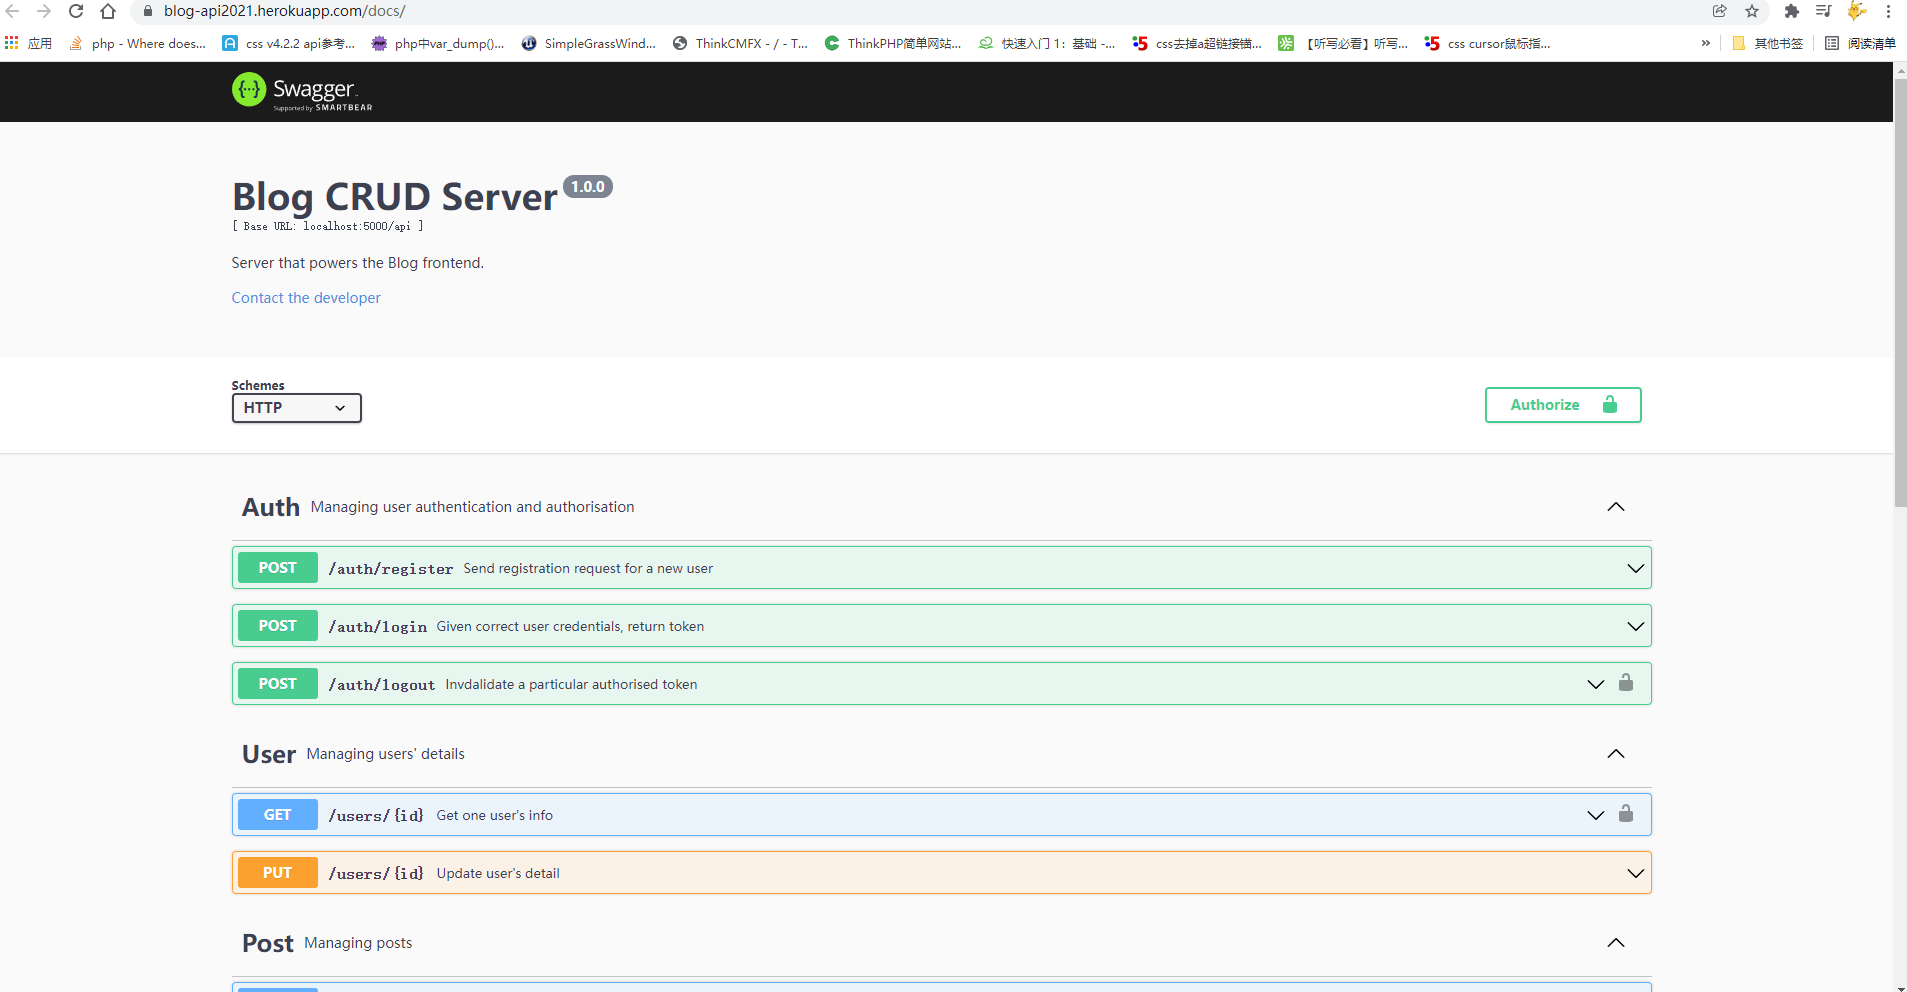 blog-api2021.herokuapp.com/docs/
应用 php - Where does... css v4.2.2 api参考... php中var_dump()... SimpleGrassWind... ThinkCMFX - / - T... ThinkPHP简单网站... 快速入门 1：基础 -... css去掉a超链接锚... 【听写必看】听写... css cursor鼠标指... » 其他书签 阅读清单
Swagger
Supported by SMARTBEAR
Blog CRUD Server 1.0.0
[ Base URL: localhost:5000/api ]
Server that powers the Blog frontend.
Contact the developer
Schemes
HTTP
Authorize
Auth Managing user authentication and authorisation
POST /auth/register Send registration request for a new user
POST /auth/login Given correct user credentials, return token
POST /auth/logout Invdalidate a particular authorised token
User Managing users' details
GET /users/{id} Get one user's info
PUT /users/{id} Update user's detail
Post Managing posts